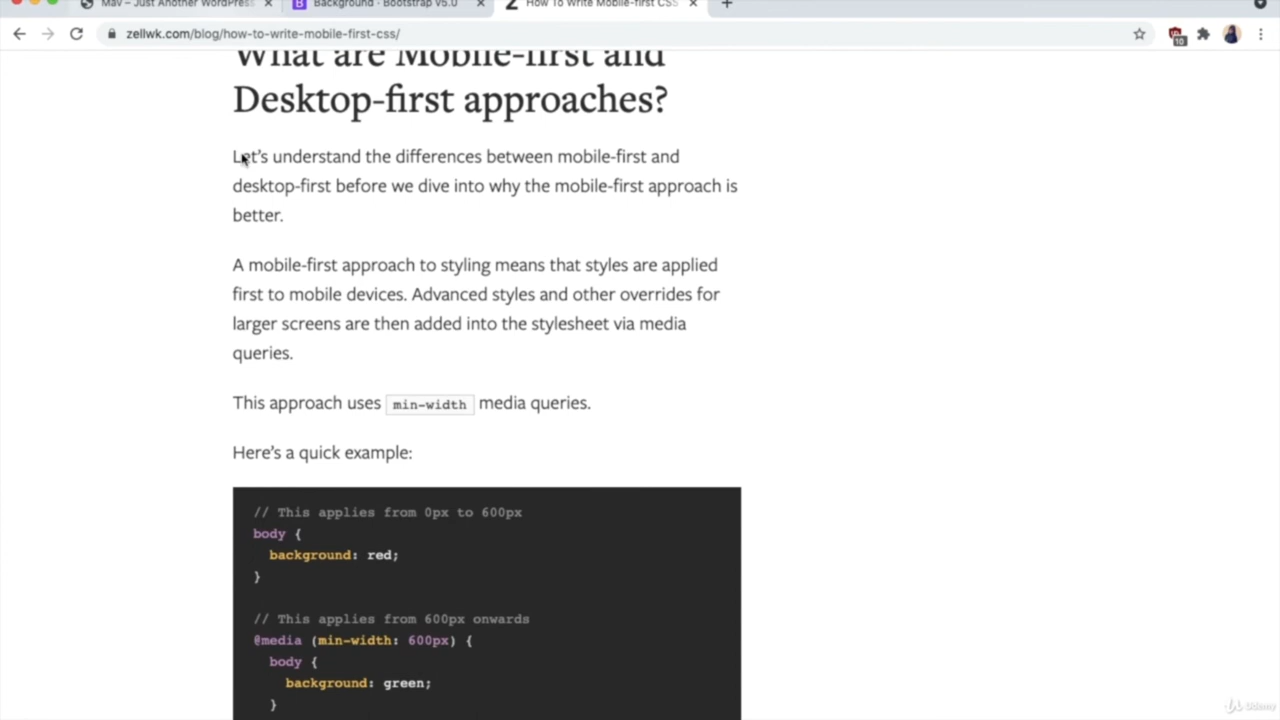 Mav – Just Another WordPress
Background · Bootstrap v5.0
How To Write Mobile-first CSS
zellwk.com/blog/how-to-write-mobile-first-css/
10
What are Mobile-first and
Desktop-first approaches?
Let's understand the differences between mobile-first and
desktop-first before we dive into why the mobile-first approach is
better.
A mobile-first approach to styling means that styles are applied
first to mobile devices. Advanced styles and other overrides for
larger screens are then added into the stylesheet via media
queries.
This approach uses min-width media queries.
Here's a quick example:
// This applies from 0px to 600px
body {
background: red;
}
// This applies from 600px onwards
@media (min-width: 600px) {
body {
background: green;
}
Udemy